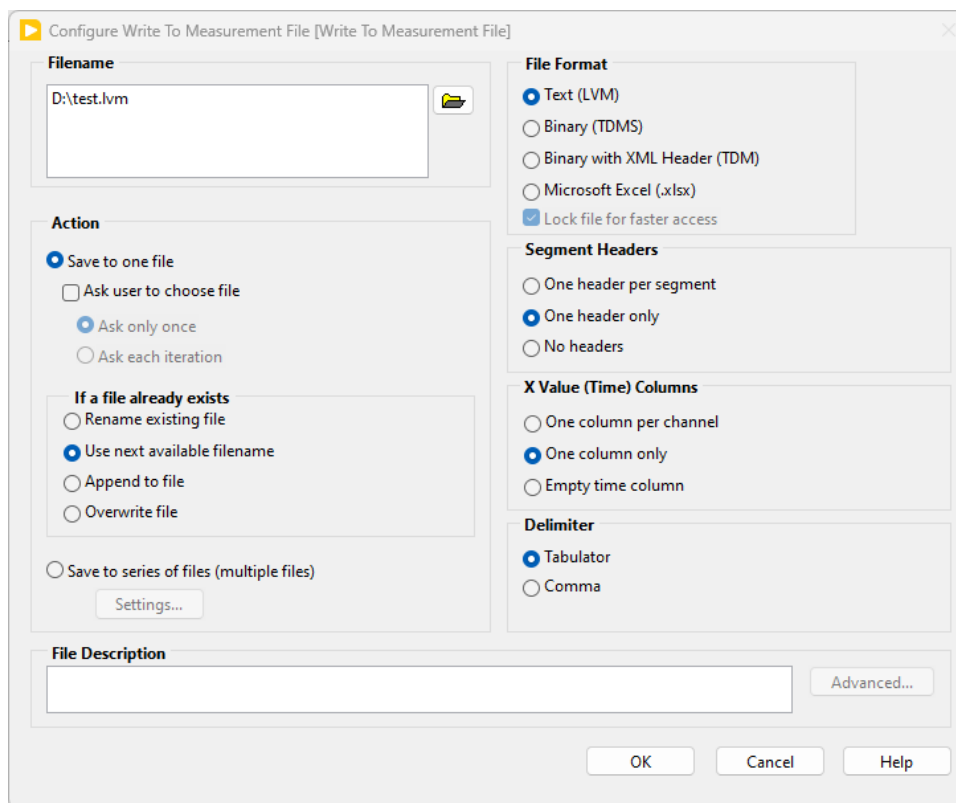 Configure Write To Measurement File [Write To Measurement File]
Filename
D:\test.lvm
Action
Save to one file
Ask user to choose file
Ask only once
Ask each iteration
If a file already exists
Rename existing file
Use next available filename
Append to file
Overwrite file
Save to series of files (multiple files)
Settings...
File Format
Text (LVM)
Binary (TDMS)
Binary with XML Header (TDM)
Microsoft Excel (.xlsx)
Lock file for faster access
Segment Headers
One header per segment
One header only
No headers
X Value (Time) Columns
One column per channel
One column only
Empty time column
Delimiter
Tabulator
Comma
File Description
Advanced...
OK
Cancel
Help